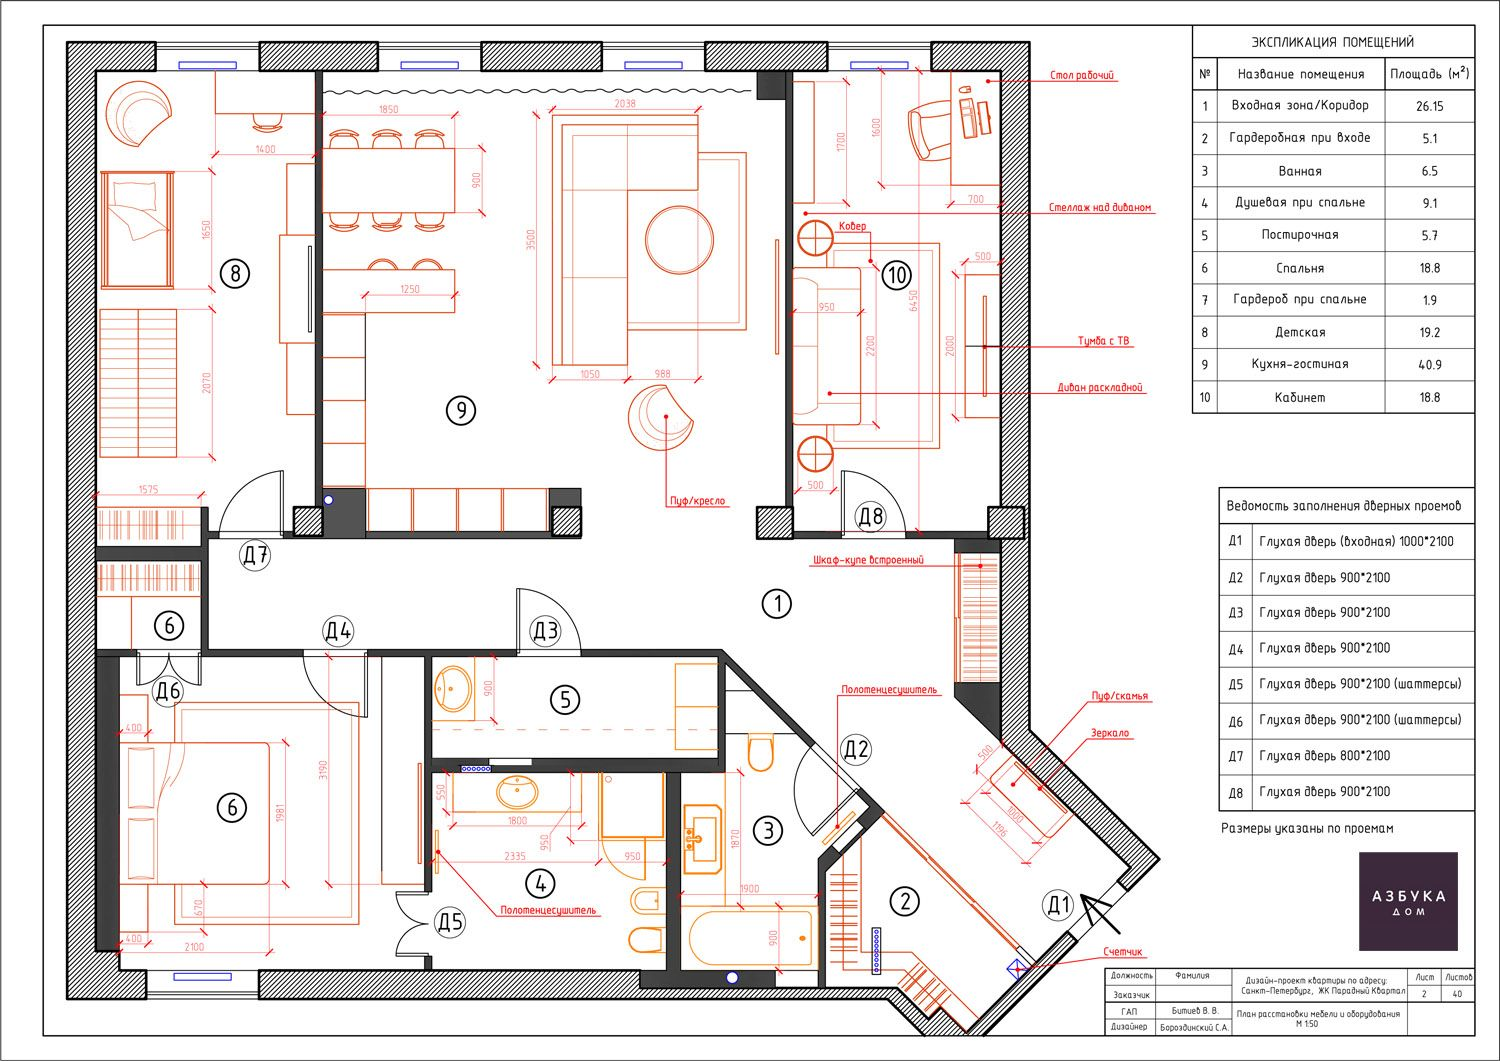 ЭКСПЛИКАЦИЯ ПОМЕЩЕНИЙ
№ Название помещения Площадь (м²)
1 Входная зона/Коридор 26.15
2 Гардеробная при входе 5.1
3 Ванная 6.5
4 Душевая при спальне 9.1
5 Постирочная 5.7
6 Спальня 18.8
7 Гардероб при спальне 1.9
8 Детская 19.2
9 Кухня-гостиная 40.9
10 Кабинет 18.8
Ведомость заполнения дверных проемов
Д1 Глухая дверь (входная) 1000*2100
Д2 Глухая дверь 900*2100
Д3 Глухая дверь 900*2100
Д4 Глухая дверь 900*2100
Д5 Глухая дверь 900*2100 (шаттерсы)
Д6 Глухая дверь 900*2100 (шаттерсы)
Д7 Глухая дверь 800*2100
Д8 Глухая дверь 900*2100
Размеры указаны по проемам
АЗБУКА
ДОМ
Должность Фамилия
Заказчик
ГАП Битиев В. В.
Дизайнер Бороздинский С.А.
Дизайн-проект квартиры по адресу:
Санкт-Петербург, ЖК Парадный Квартал
План расстановки мебели и оборудования
М 1:50
Лист Листов
2 40
Стол рабочий
Стеллаж над диваном
Ковер
Тумба с ТВ
Диван раскладной
Пуф/кресло
Шкаф-купе встроенный
Полотенцесушитель
Пуф/скамья
Зеркало
Полотенцесушитель
Счетчик
8
9
10
1
6
5
6
4
3
2
Д7
Д8
Д4
Д3
Д6
Д2
Д5
Д1
1400
1650
2070
1575
1850
900
1250
2038
3500
1050
988
1700
1600
700
6450
500
950
2200
2000
500
400
3190
1981
670
400
2100
900
550
1800
950
2335
950
1870
1900
900
500
1000
1196